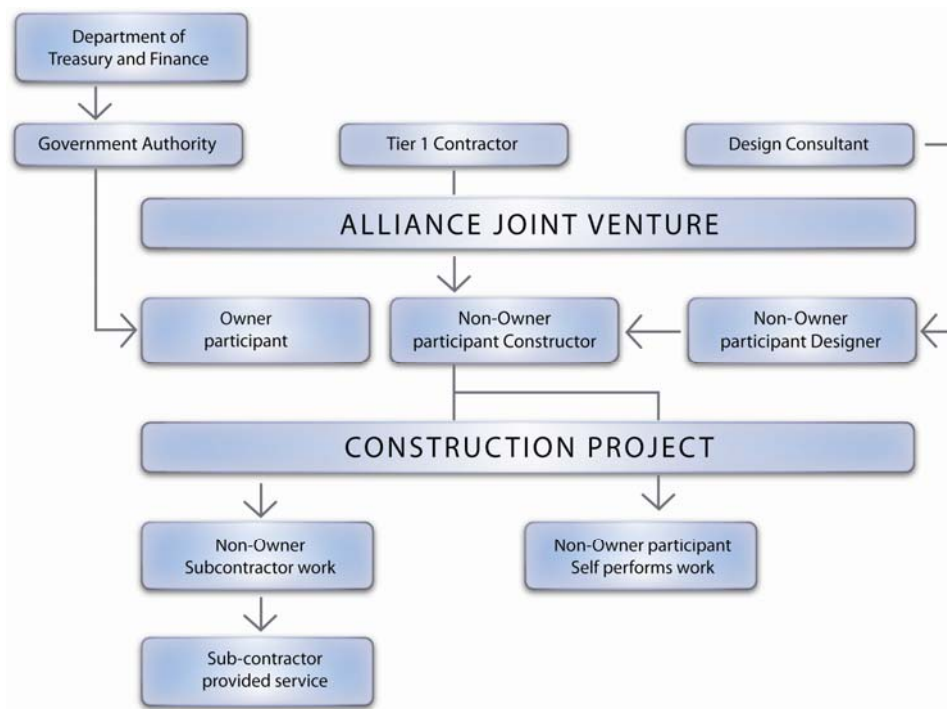 Department of
Treasury and Finance
Government Authority
Tier 1 Contractor
Design Consultant
ALLIANCE JOINT VENTURE
Owner
participant
Non-Owner
participant Constructor
Non-Owner
participant Designer
CONSTRUCTION PROJECT
Non-Owner
Subcontractor work
Non-Owner participant
Self performs work
Sub-contractor
provided service